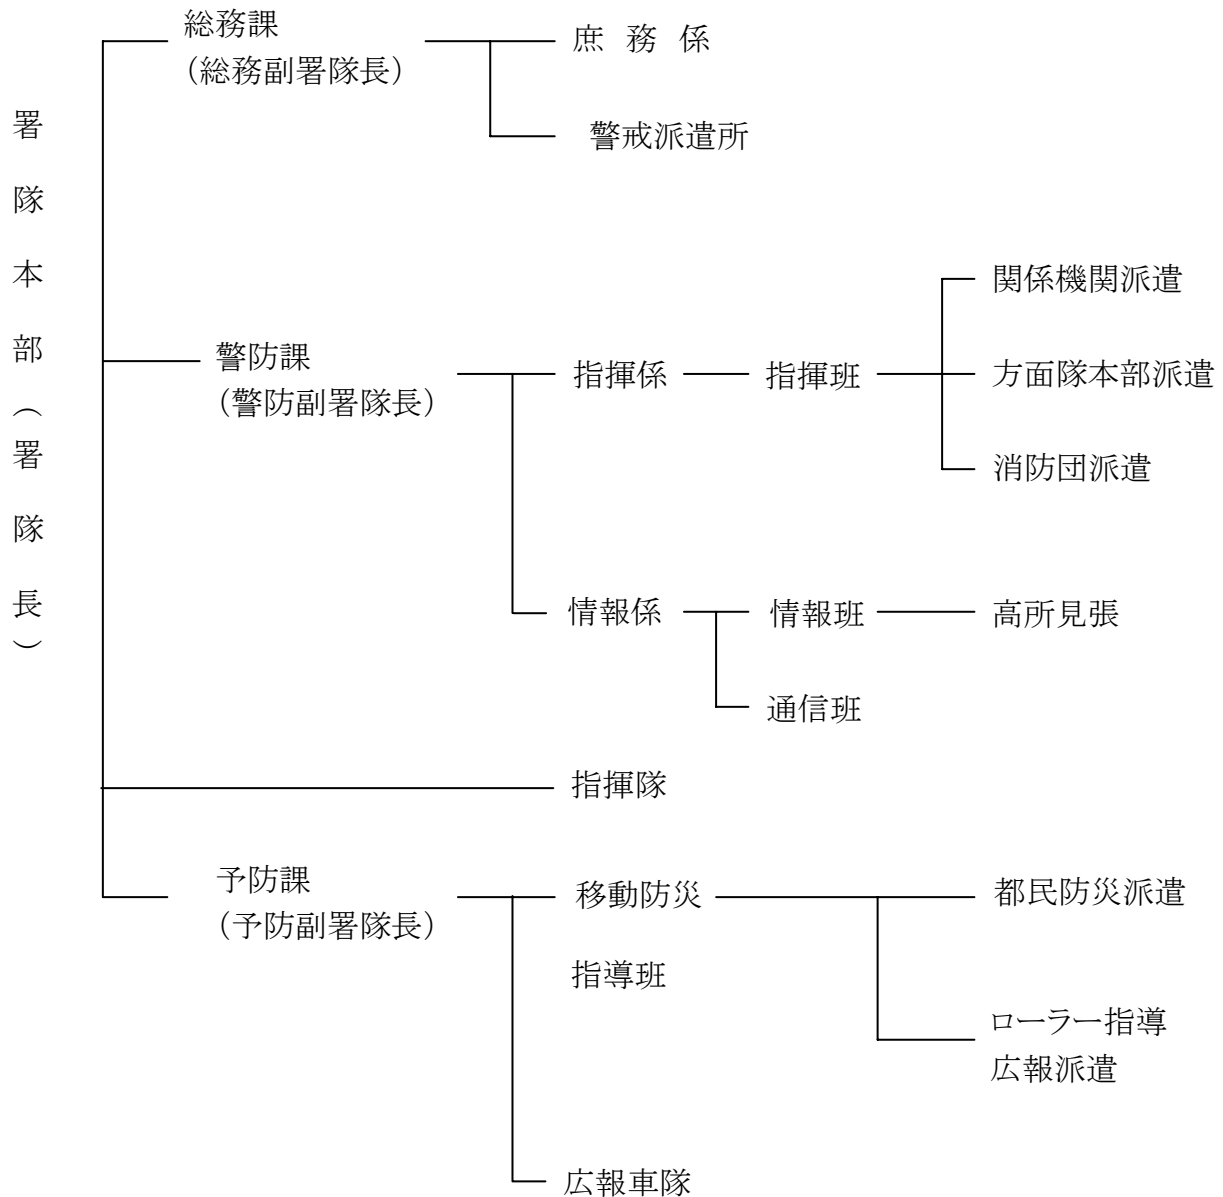 署隊本部（署隊長）
総務課
（総務副署隊長）
庶務係
警戒派遣所
警防課
（警防副署隊長）
指揮係
指揮班
関係機関派遣
方面隊本部派遣
消防団派遣
情報係
情報班
高所見張
通信班
指揮隊
予防課
（予防副署隊長）
移動防災
指導班
都民防災派遣
ローラー指導
広報派遣
広報車隊